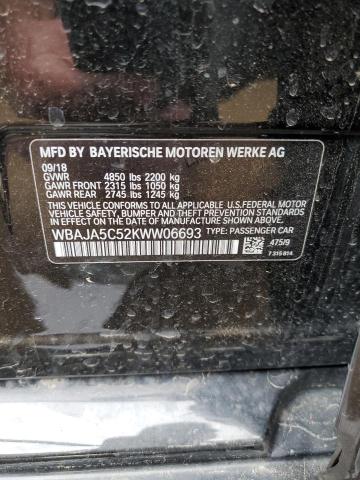 MFD BY BAYERISCHE MOTOREN WERKE AG
09/18
GVWR 4850 lbs 2200 kg
GAWR FRONT 2315 lbs 1050 kg
GAWR REAR 2745 lbs 1245 kg
THIS VEHICLE CONFORMS TO ALL APPLICABLE U.S.FEDERAL MOTOR
VEHICLE SAFETY, BUMPER, AND THEFT PREVENTION STANDARDS IN
EFFECT ON THE DATE OF MANUFACTURE SHOWN ABOVE.
WBAJA5C52KWW06693 TYPE: PASSENGER CAR
475/9
7 315 814